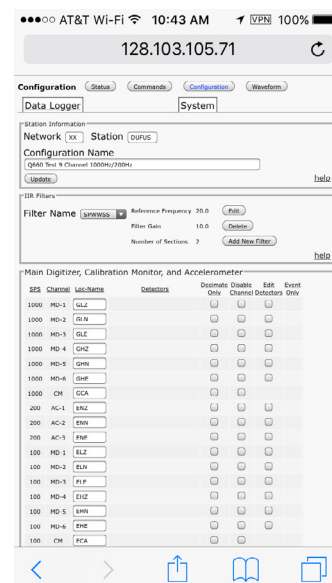 AT&T Wi-Fi 10:43 AM VPN 100%
128.103.105.71
Configuration Status Commands Configuration Waveform
Data Logger System
Station Information
Network XX Station DUFUS
Configuration Name
Q660 Test 9 Channel 1000Hz/200Hz
Update help
IIR Filters
Filter Name SPWWSS Reference Frequency 20.0 Edit
Filter Gain 10.0 Delete
Number of Sections 2 Add New Filter
help
Main Digitizer, Calibration Monitor, and Accelerometer
SPS Channel Loc-Name Detectors Decimate Only Disable Channel Edit Detectors Event Only
1000 MD-1 GLZ
1000 MD-2 GLN
1000 MD-3 GLE
1000 MD-4 GHZ
1000 MD-5 GHN
1000 MD-6 GHE
1000 CM GCA
200 AC-1 ENZ
200 AC-2 ENN
200 AC-3 ENE
100 MD-1 ELZ
100 MD-2 ELN
100 MD-3 ELE
100 MD-4 EHZ
100 MD-5 EHN
100 MD-6 EHE
100 CM ECA